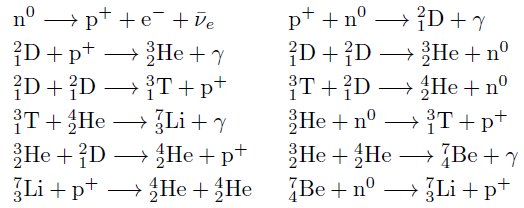 n⁰ ⟶ p⁺ + e⁻ + ν̄ₑ    p⁺ + n⁰ ⟶ ²₁D + γ
²₁D + p⁺ ⟶ ³₂He + γ    ²₁D + ²₁D ⟶ ³₂He + n⁰
²₁D + ²₁D ⟶ ³₁T + p⁺    ³₁T + ²₁D ⟶ ⁴₂He + n⁰
³₁T + ⁴₂He ⟶ ⁷₃Li + γ    ³₂He + n⁰ ⟶ ³₁T + p⁺
³₂He + ²₁D ⟶ ⁴₂He + p⁺    ³₂He + ⁴₂He ⟶ ⁷₄Be + γ
⁷₃Li + p⁺ ⟶ ⁴₂He + ⁴₂He    ⁷₄Be + n⁰ ⟶ ⁷₃Li + p⁺